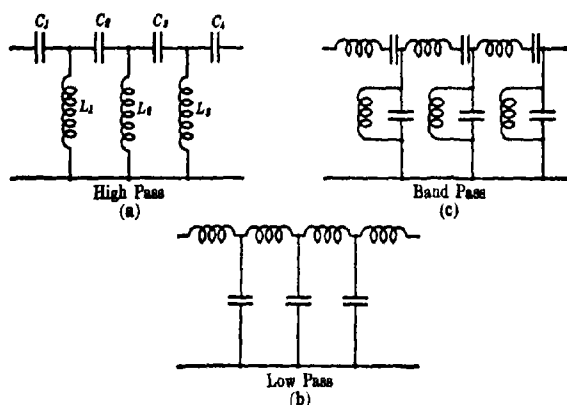 C1 C2 C3 C4
L1 L2 L3
High Pass
(a)
Band Pass
(c)
Low Pass
(b)